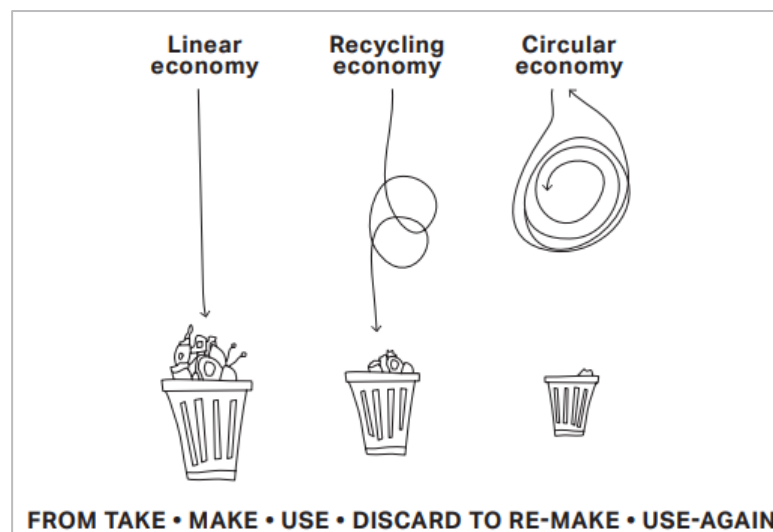 Linear
economy
Recycling
economy
Circular
economy
FROM TAKE • MAKE • USE • DISCARD TO RE-MAKE • USE-AGAIN